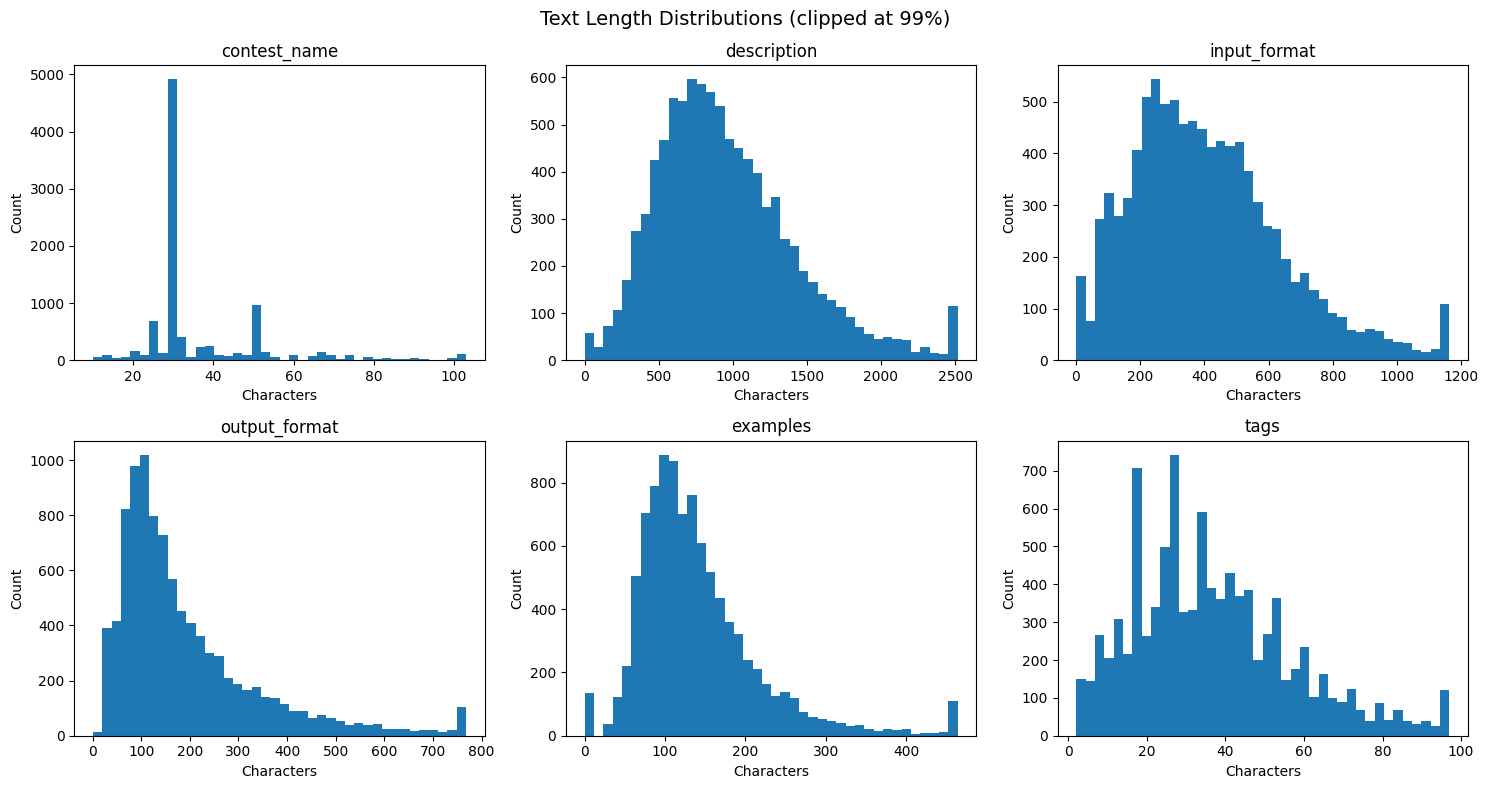 Text Length Distributions (clipped at 99%)
contest_name
5000
4000
3000
2000
1000
0
Count
20 40 60 80 100
Characters
description
600
500
400
300
200
100
0
Count
0 500 1000 1500 2000 2500
Characters
input_format
500
400
300
200
100
0
Count
0 200 400 600 800 1000 1200
Characters
output_format
1000
800
600
400
200
0
Count
0 100 200 300 400 500 600 700 800
Characters
examples
800
600
400
200
0
Count
0 100 200 300 400
Characters
tags
700
600
500
400
300
200
100
0
Count
0 20 40 60 80 100
Characters